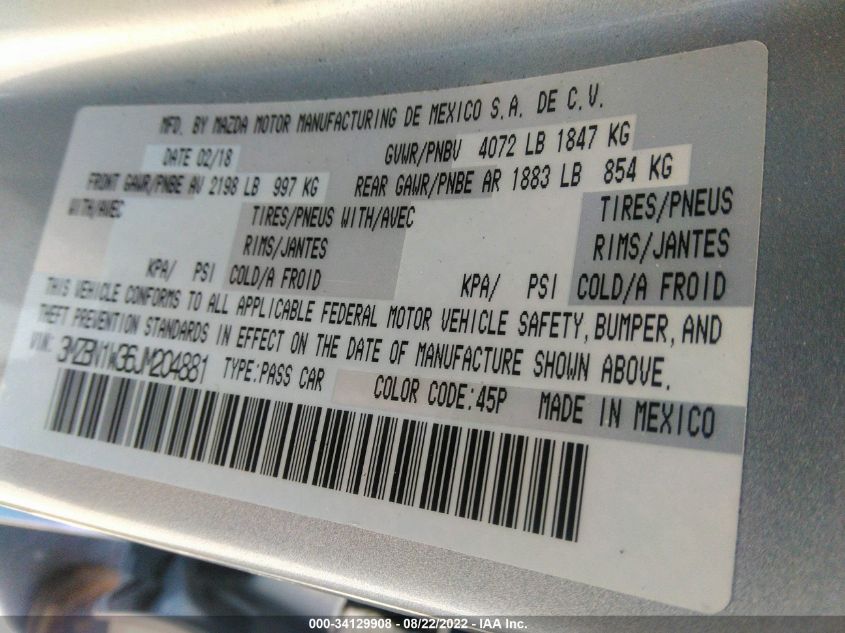 MFD. BY MAZDA MOTOR MANUFACTURING DE MEXICO S.A. DE C.V.
DATE 02/18 GVWR/PNBV 4072 LB 1847 KG
FRONT GAWR/PNBE AV 2198 LB 997 KG REAR GAWR/PNBE AR 1883 LB 854 KG
WITH/AVEC TIRES/PNEUS WITH/AVEC TIRES/PNEUS
RIMS/JANTES RIMS/JANTES
KPA/ PSI COLD/A FROID KPA/ PSI COLD/A FROID
THIS VEHICLE CONFORMS TO ALL APPLICABLE FEDERAL MOTOR VEHICLE SAFETY, BUMPER, AND
THEFT PREVENTION STANDARDS IN EFFECT ON THE DATE OF MANUFACTURE SHOWN ABOVE.
VIN: 3MZBN1W36JM204881 TYPE:PASS CAR COLOR CODE:45P MADE IN MEXICO
000-34129908 - 08/22/2022 - IAA Inc.